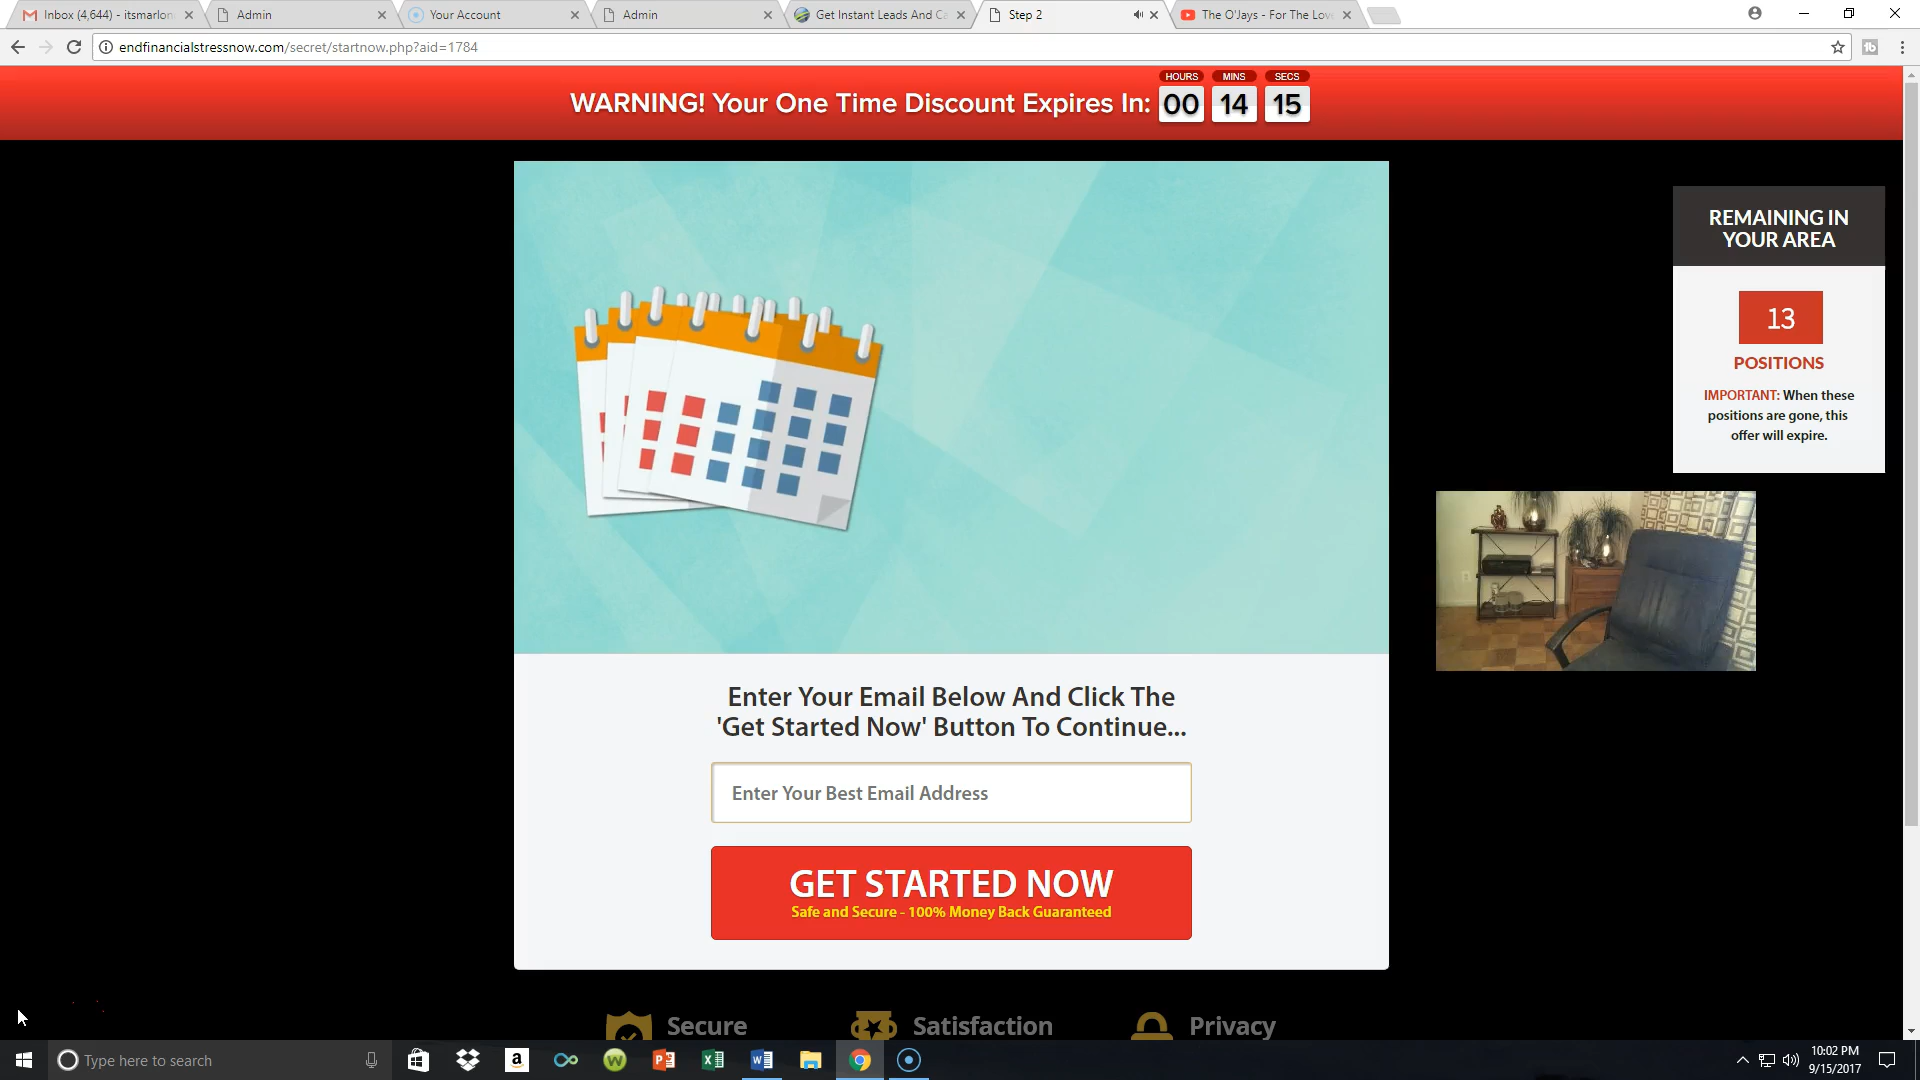 Inbox (4,644) - itsmarlon
Admin
Your Account
Admin
Get Instant Leads And Ca
Step 2
The O'Jays - For The Love
endfinancialstressnow.com/secret/startnow.php?aid=1784
WARNING! Your One Time Discount Expires In:
HOURS MINS SECS
00 14 15
REMAINING IN
YOUR AREA
13
POSITIONS
IMPORTANT: When these
positions are gone, this
offer will expire.
Enter Your Email Below And Click The
'Get Started Now' Button To Continue...
Enter Your Best Email Address
GET STARTED NOW
Safe and Secure - 100% Money Back Guaranteed
Secure
Satisfaction
Privacy
Type here to search
10:02 PM
9/15/2017